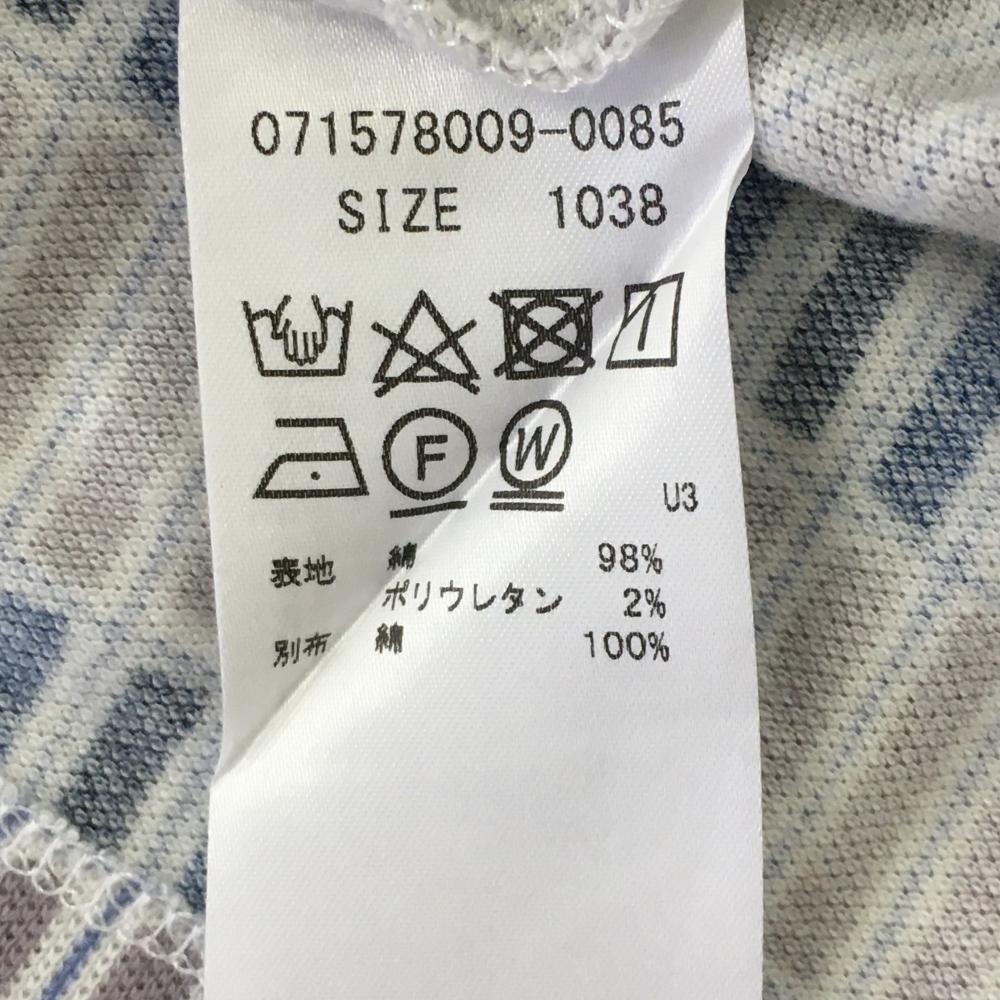 071578009-0085
SIZE 1038
F W
U3
表地 綿 98%
ポリウレタン 2%
別布 綿 100%